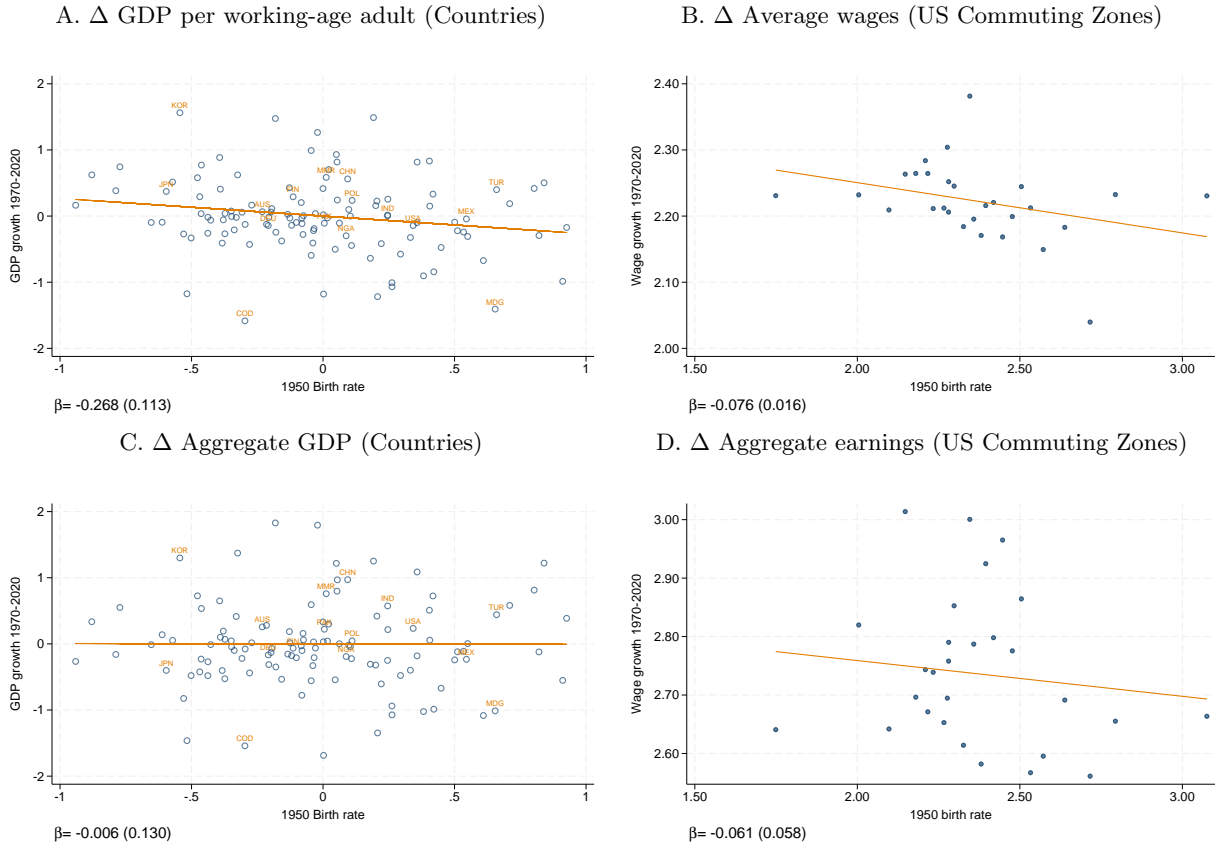 A. Δ GDP per working-age adult (Countries)
GDP growth 1970-2020
2
1
0
-1
-2
KOR
JPN
AUS
MMR
CHN
POL
IND
NGA
USA
MEX
TUR
COD
MDG
-1
-.5
0
.5
1
1950 Birth rate
β= -0.268 (0.113)
B. Δ Average wages (US Commuting Zones)
Wage growth 1970-2020
2.40
2.30
2.20
2.10
2.00
1.50
2.00
2.50
3.00
1950 birth rate
β= -0.076 (0.016)
C. Δ Aggregate GDP (Countries)
GDP growth 1970-2020
2
1
0
-1
-2
KOR
CHN
MMR
IND
AUS
USA
TUR
POL
MEX
JPN
COD
MDG
-1
-.5
0
.5
1
1950 Birth rate
β= -0.006 (0.130)
D. Δ Aggregate earnings (US Commuting Zones)
Wage growth 1970-2020
3.00
2.90
2.80
2.70
2.60
1.50
2.00
2.50
3.00
1950 birth rate
β= -0.061 (0.058)